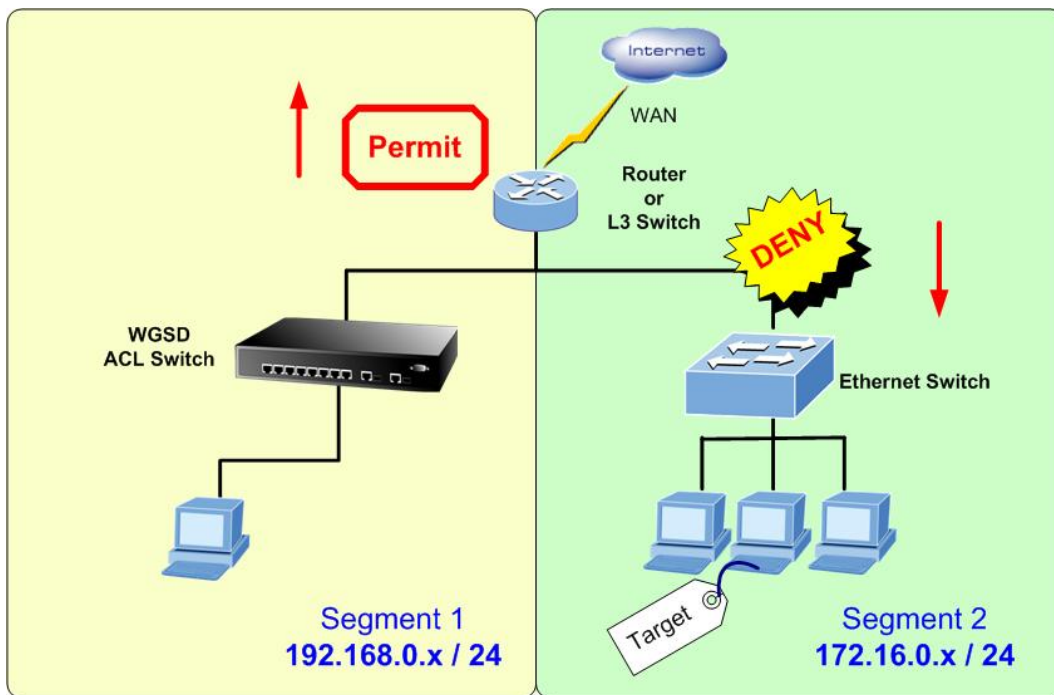 Internet
WAN
Permit
Router
or
L3 Switch
DENY
WGSD
ACL Switch
Ethernet Switch
Target
Segment 1
192.168.0.x / 24
Segment 2
172.16.0.x / 24